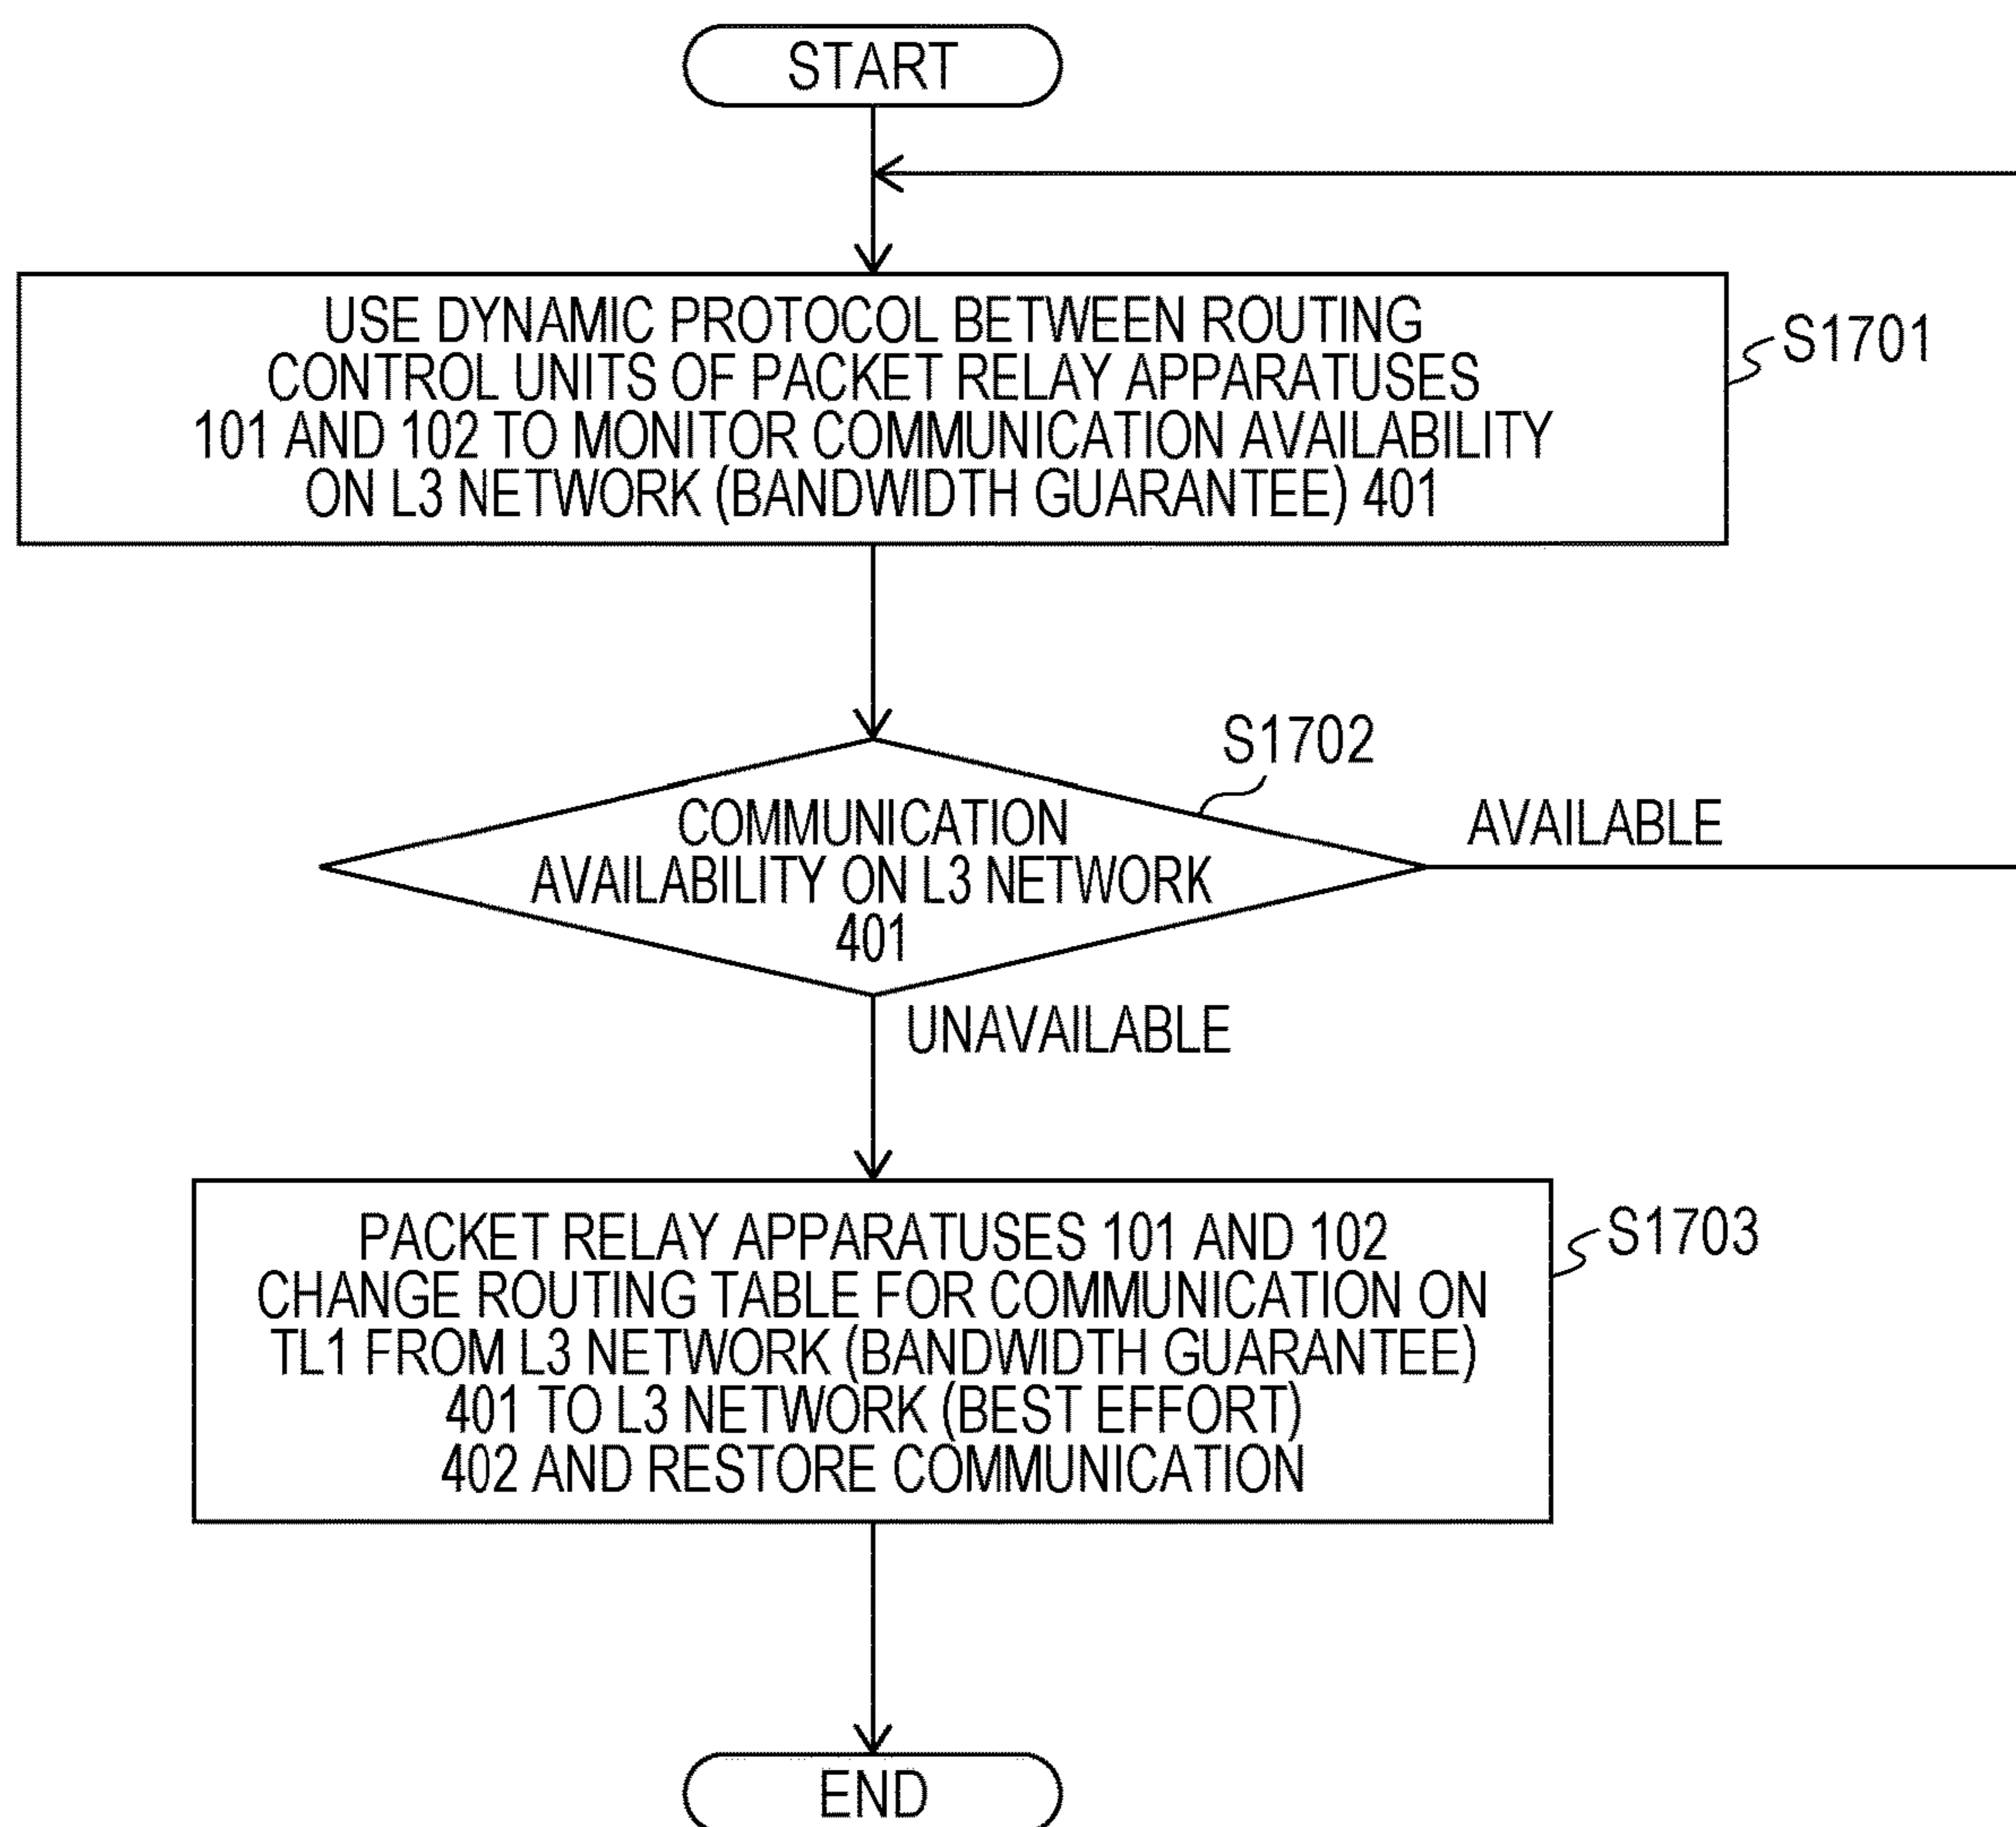 START
USE DYNAMIC PROTOCOL BETWEEN ROUTING
CONTROL UNITS OF PACKET RELAY APPARATUSES
101 AND 102 TO MONITOR COMMUNICATION AVAILABILITY
ON L3 NETWORK (BANDWIDTH GUARANTEE) 401
S1701
S1702
COMMUNICATION
AVAILABILITY ON L3 NETWORK
401
AVAILABLE
UNAVAILABLE
PACKET RELAY APPARATUSES 101 AND 102
CHANGE ROUTING TABLE FOR COMMUNICATION ON
TL1 FROM L3 NETWORK (BANDWIDTH GUARANTEE)
401 TO L3 NETWORK (BEST EFFORT)
402 AND RESTORE COMMUNICATION
S1703
END